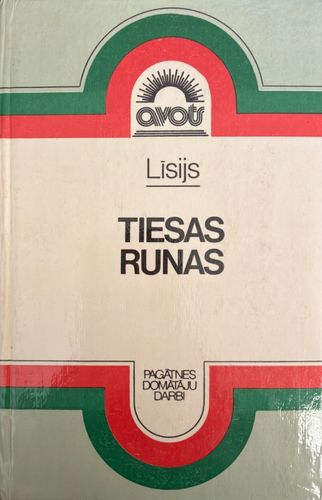 avots
Līsijs
TIESAS
RUNAS
PAGĀTNES
DOMĀTĀJU
DARBI